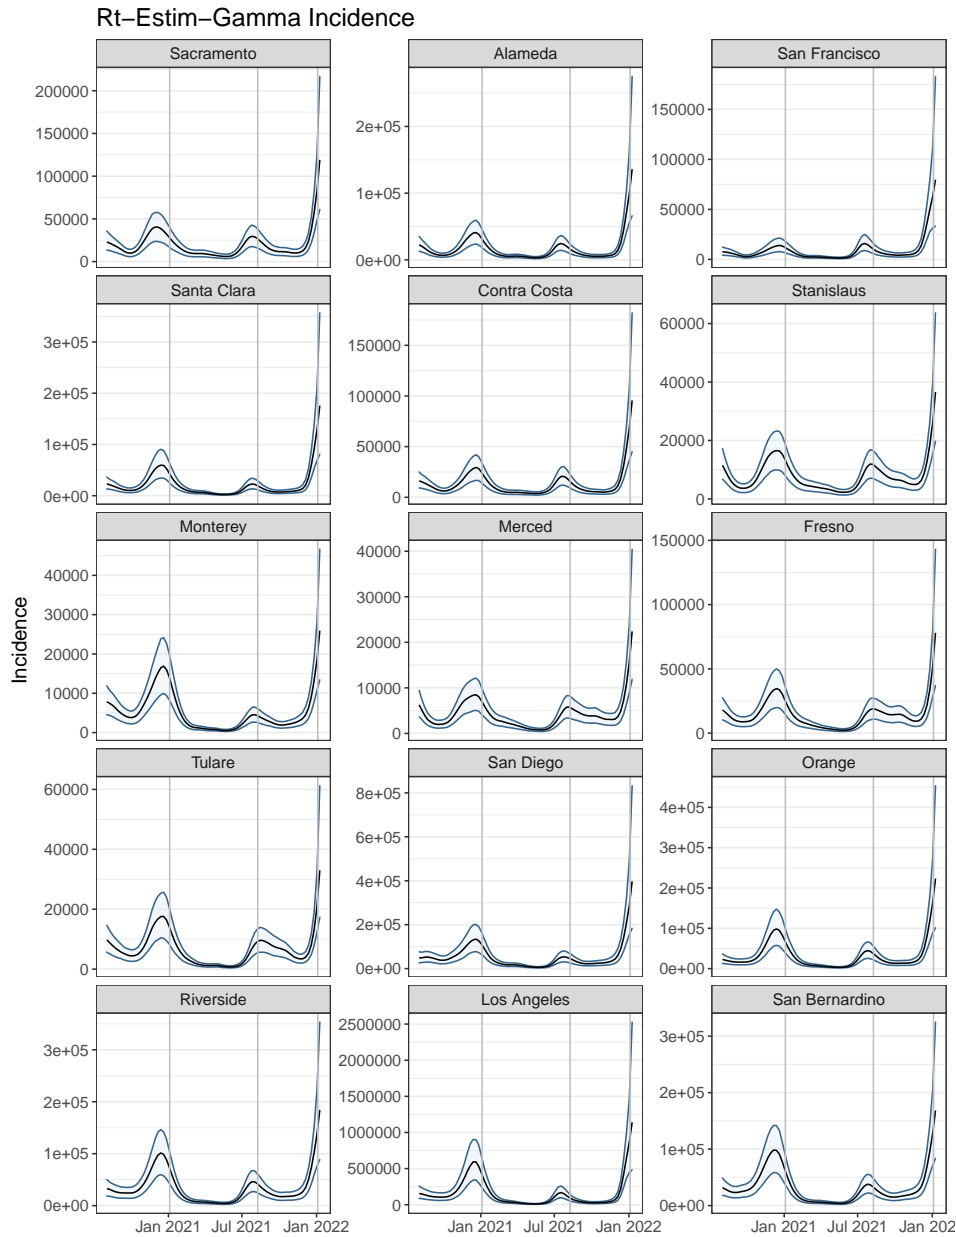 Rt−Estim−Gamma Incidence
Sacramento
Alameda
San Francisco
200000
150000
100000
50000
0
2e+05
1e+05
0e+00
150000
100000
50000
0
Santa Clara
Contra Costa
Stanislaus
3e+05
2e+05
1e+05
0e+00
150000
100000
50000
0
60000
40000
20000
0
Monterey
Merced
Fresno
40000
30000
20000
10000
0
40000
30000
20000
10000
0
150000
100000
50000
0
Incidence
Tulare
San Diego
Orange
60000
40000
20000
0
8e+05
6e+05
4e+05
2e+05
0e+00
4e+05
3e+05
2e+05
1e+05
0e+00
Riverside
Los Angeles
San Bernardino
3e+05
2e+05
1e+05
0e+00
2500000
2000000
1500000
1000000
500000
0
3e+05
2e+05
1e+05
0e+00
Jan 2021 Jul 2021 Jan 2022
Jan 2021 Jul 2021 Jan 2022
Jan 2021 Jul 2021 Jan 202